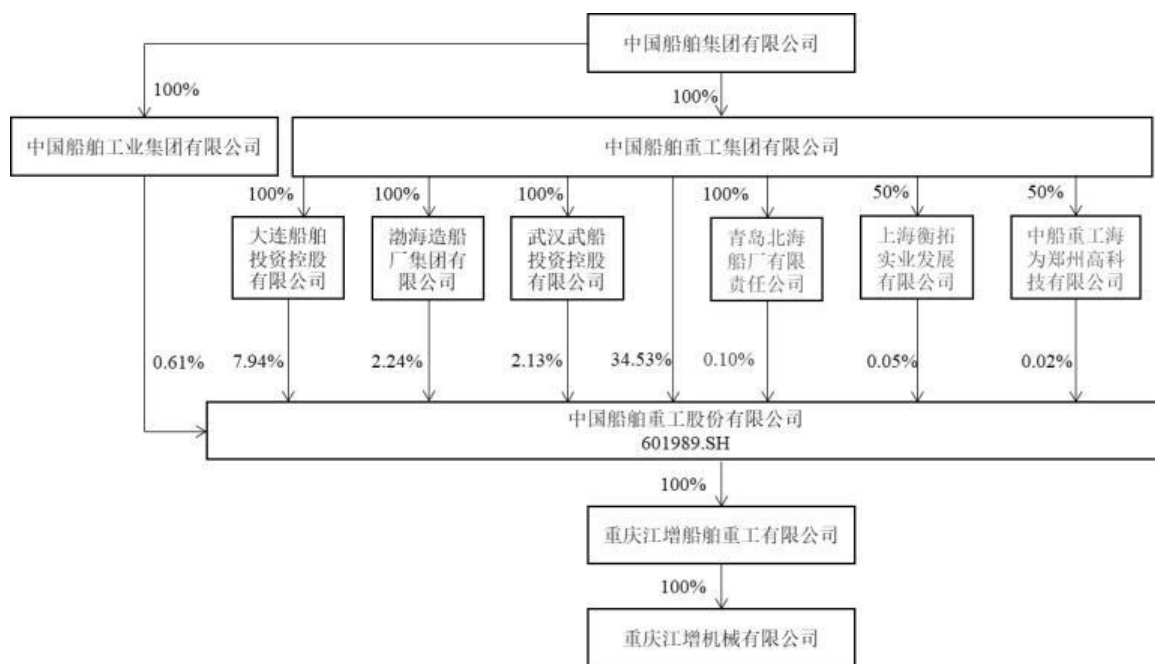 中国船舶集团有限公司
100%
100%
中国船舶工业集团有限公司
中国船舶重工集团有限公司
100%
100%
100%
100%
50%
50%
大连船舶
投资控股
有限公司
渤海造船
厂集团有
限公司
武汉武船
投资控股
有限公司
青岛北海
船厂有限
责任公司
上海衡拓
实业发展
有限公司
中船重工海
为郑州高科
技有限公司
0.61%
7.94%
2.24%
2.13%
34.53%
0.10%
0.05%
0.02%
中国船舶重工股份有限公司
601989.SH
100%
重庆江增船舶重工有限公司
100%
重庆江增机械有限公司